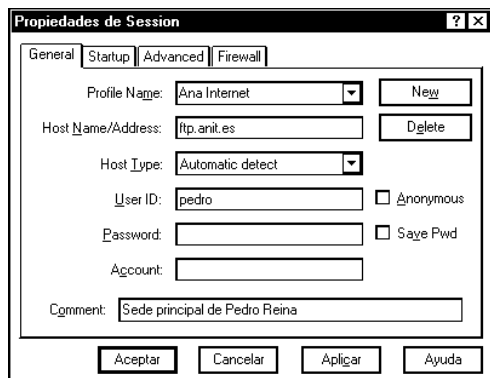 Propiedades de Session ? ×
General Startup Advanced Firewall
Profile Name: Ana Internet New
Host Name/Address: ftp.anit.es Delete
Host Type: Automatic detect
User ID: pedro Anonymous
Password: Save Pwd
Account:
Comment: Sede principal de Pedro Reina
Aceptar Cancelar Aplicar Ayuda